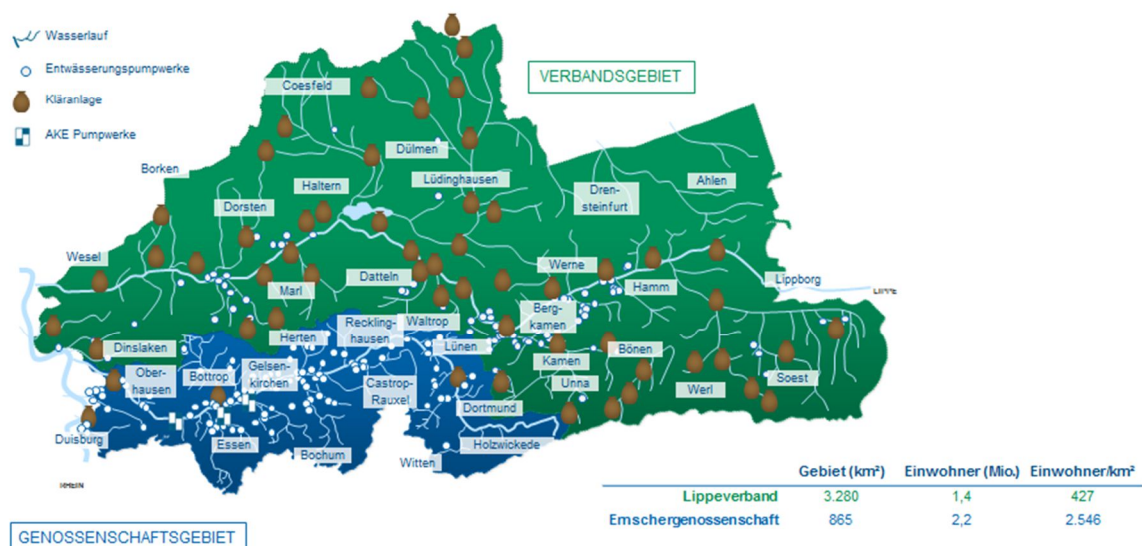 Wasserlauf
Entwässerungspumpwerke
Kläranlage
AKE Pumpwerke
VERBANDSGEBIET
Coesfeld
Dülmen
Borken
Haltern
Lüdinghausen
Ahlen
Dren-
steinfurt
Dorsten
Wesel
Werne
Datteln
Hamm
Lippborg
Marl
LIPPE
Berg-
kamen
Reckling-
hausen
Waltrop
Herten
Lünen
Dinslaken
Kamen
Bönen
Ober-
hausen
Bottrop
Gelsen-
kirchen
Castrop-
Rauxel
Unna
Werl
Soest
Dortmund
Duisburg
Essen
Holzwickede
Bochum
Witten
RHEIN
Gebiet (km²) Einwohner (Mio.) Einwohner/km²
Lippeverband 3.280 1,4 427
Emschergenossenschaft 865 2,2 2.546
GENOSSENSCHAFTSGEBIET